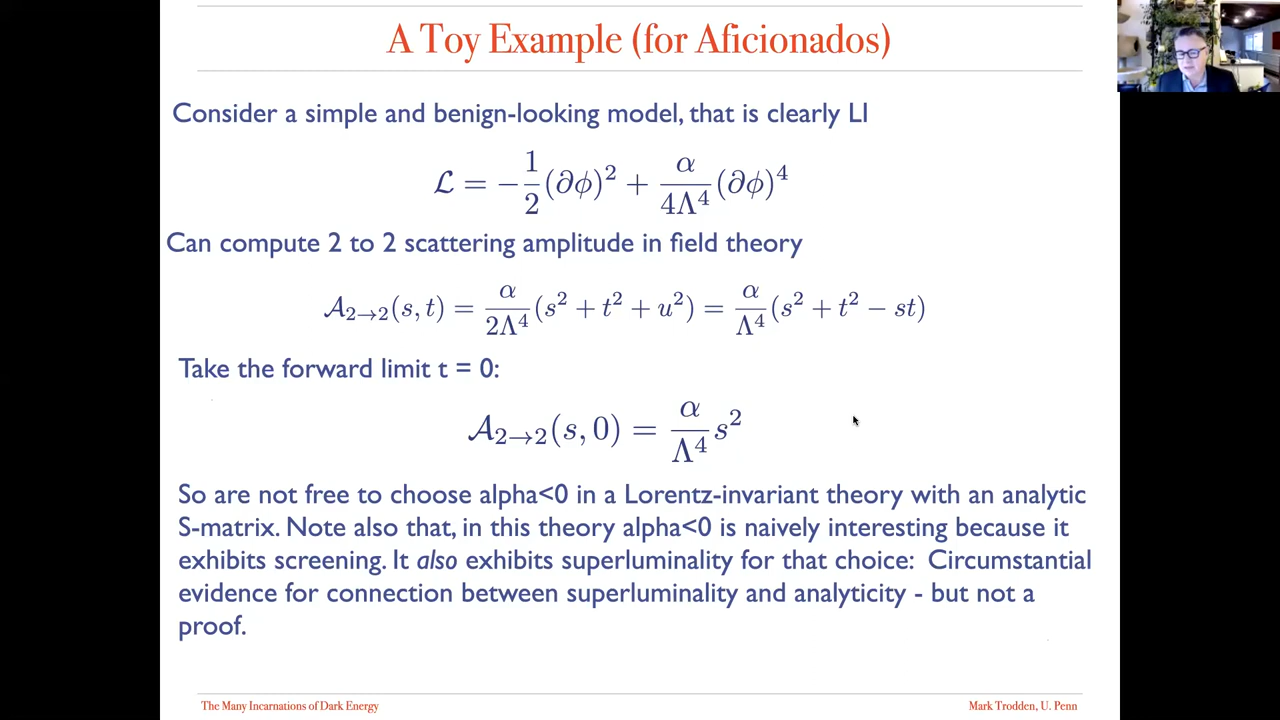 A Toy Example (for Aficionados)
Consider a simple and benign-looking model, that is clearly LI
ℒ = −1/2(∂ϕ)² + α/4Λ⁴(∂ϕ)⁴
Can compute 2 to 2 scattering amplitude in field theory
𝒜₂→₂(s, t) = α/2Λ⁴(s² + t² + u²) = α/Λ⁴(s² + t² − st)
Take the forward limit t = 0:
𝒜₂→₂(s, 0) = α/Λ⁴ s²
So are not free to choose alpha<0 in a Lorentz-invariant theory with an analytic
S-matrix. Note also that, in this theory alpha<0 is naively interesting because it
exhibits screening. It also exhibits superluminality for that choice: Circumstantial
evidence for connection between superluminality and analyticity - but not a
proof.
The Many Incarnations of Dark Energy
Mark Trodden, U. Penn